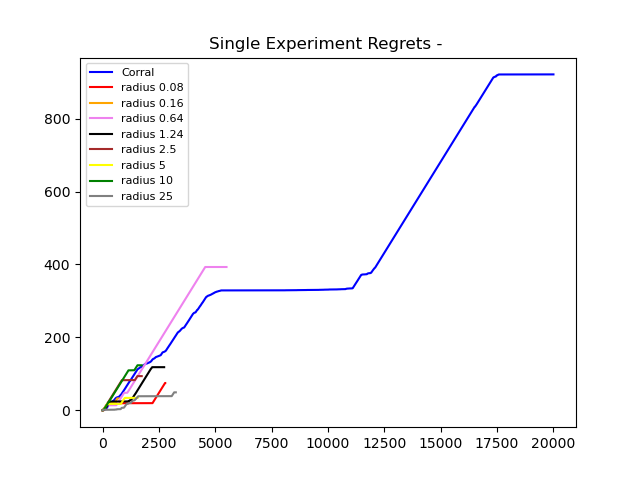 Single Experiment Regrets -
Corral
radius 0.08
radius 0.16
radius 0.64
radius 1.24
radius 2.5
radius 5
radius 10
radius 25
800
600
400
200
0
0 2500 5000 7500 10000 12500 15000 17500 20000